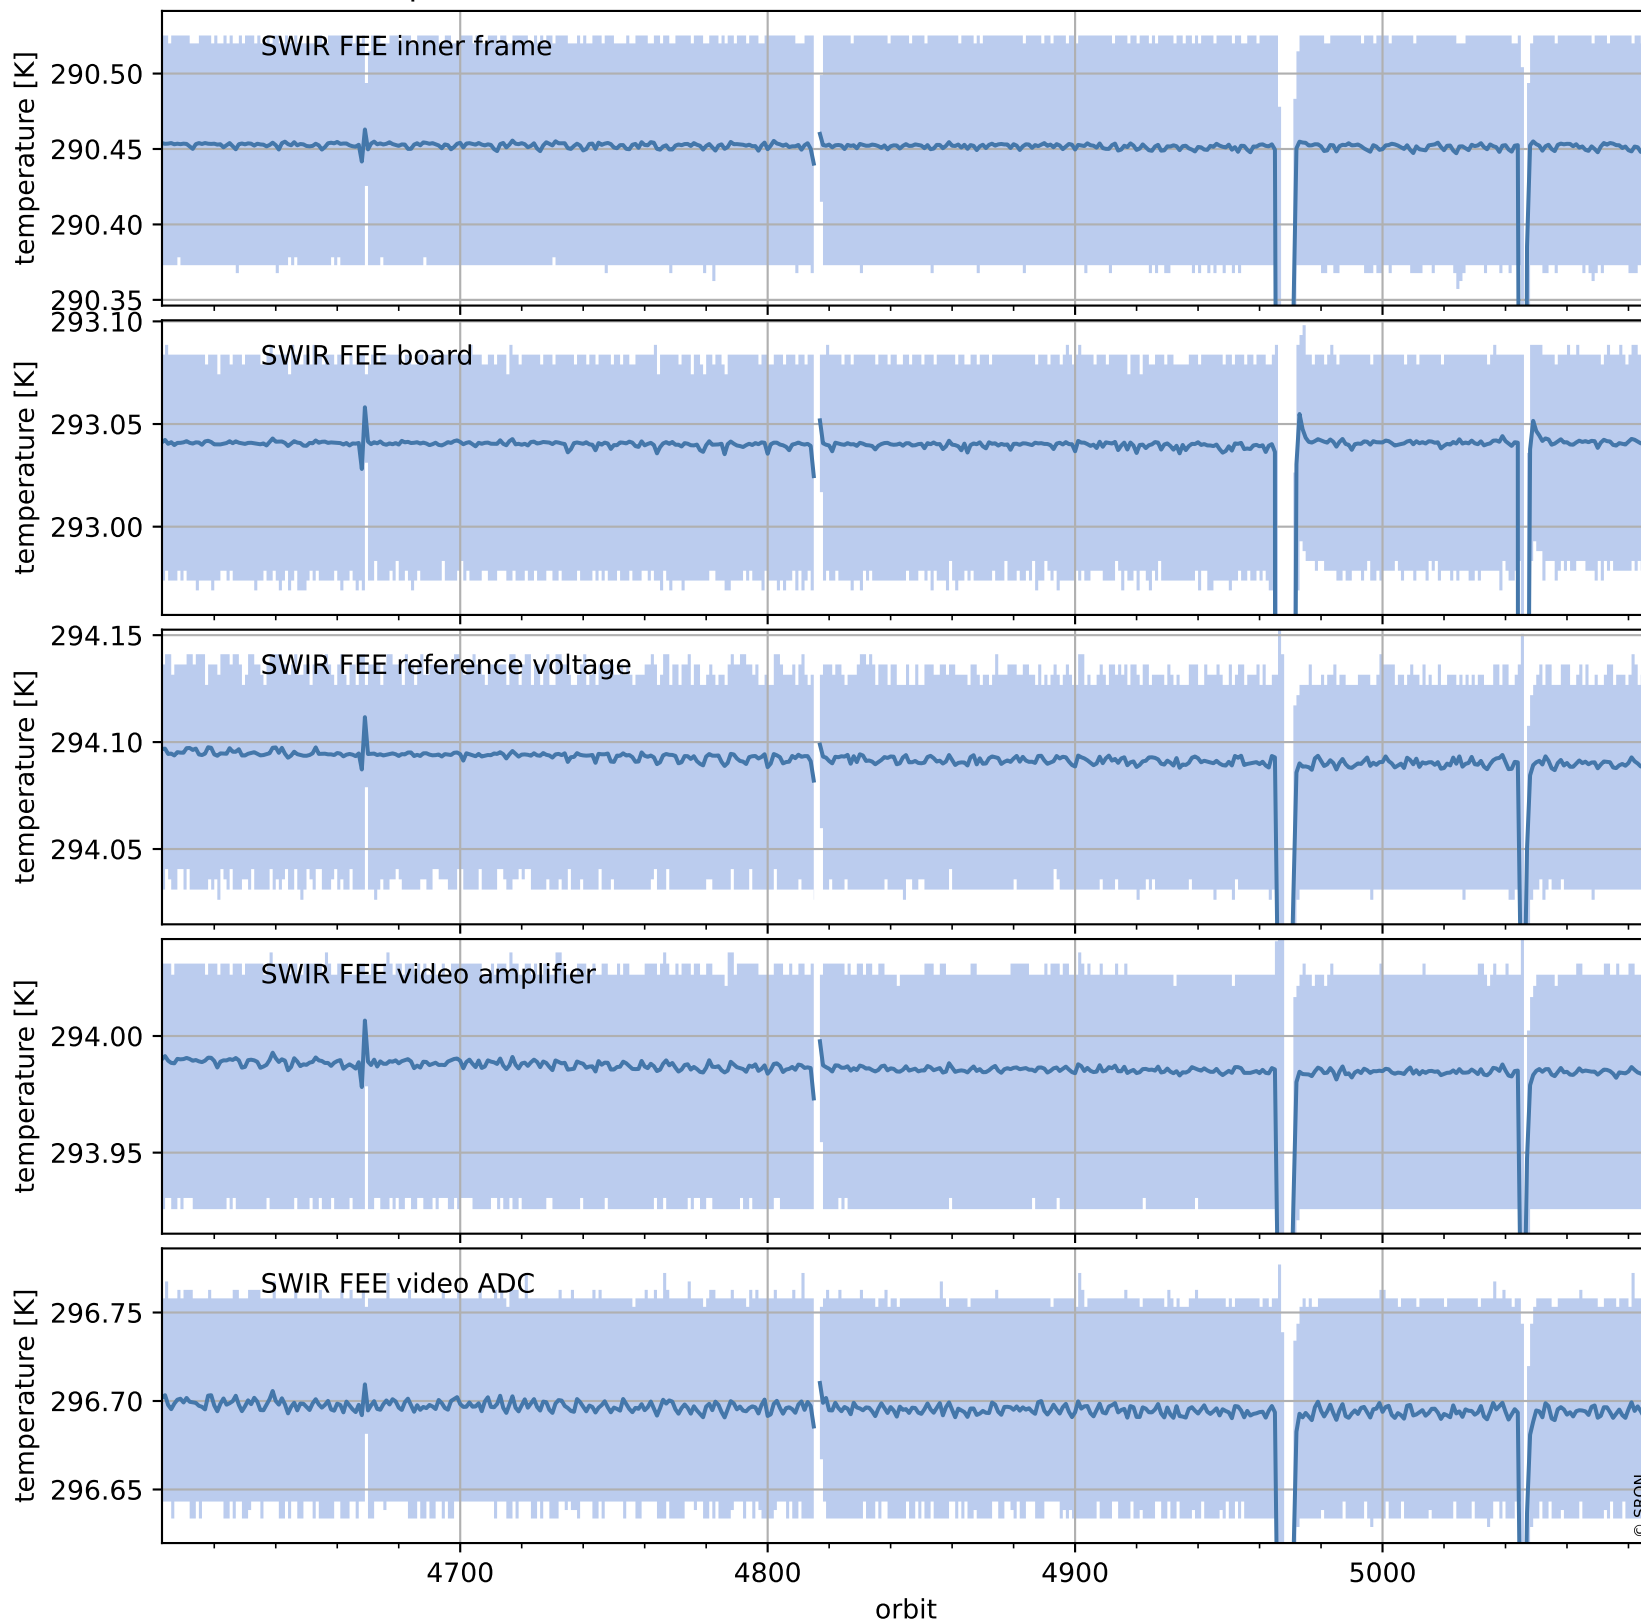 SWIR FEE inner frame
temperature [K]
290.50
290.45
290.40
290.35
SWIR FEE board
temperature [K]
293.10
293.05
293.00
SWIR FEE reference voltage
temperature [K]
294.15
294.10
294.05
SWIR FEE video amplifier
temperature [K]
294.00
293.95
SWIR FEE video ADC
temperature [K]
296.75
296.70
296.65
4700 4800 4900 5000
orbit
© SRON